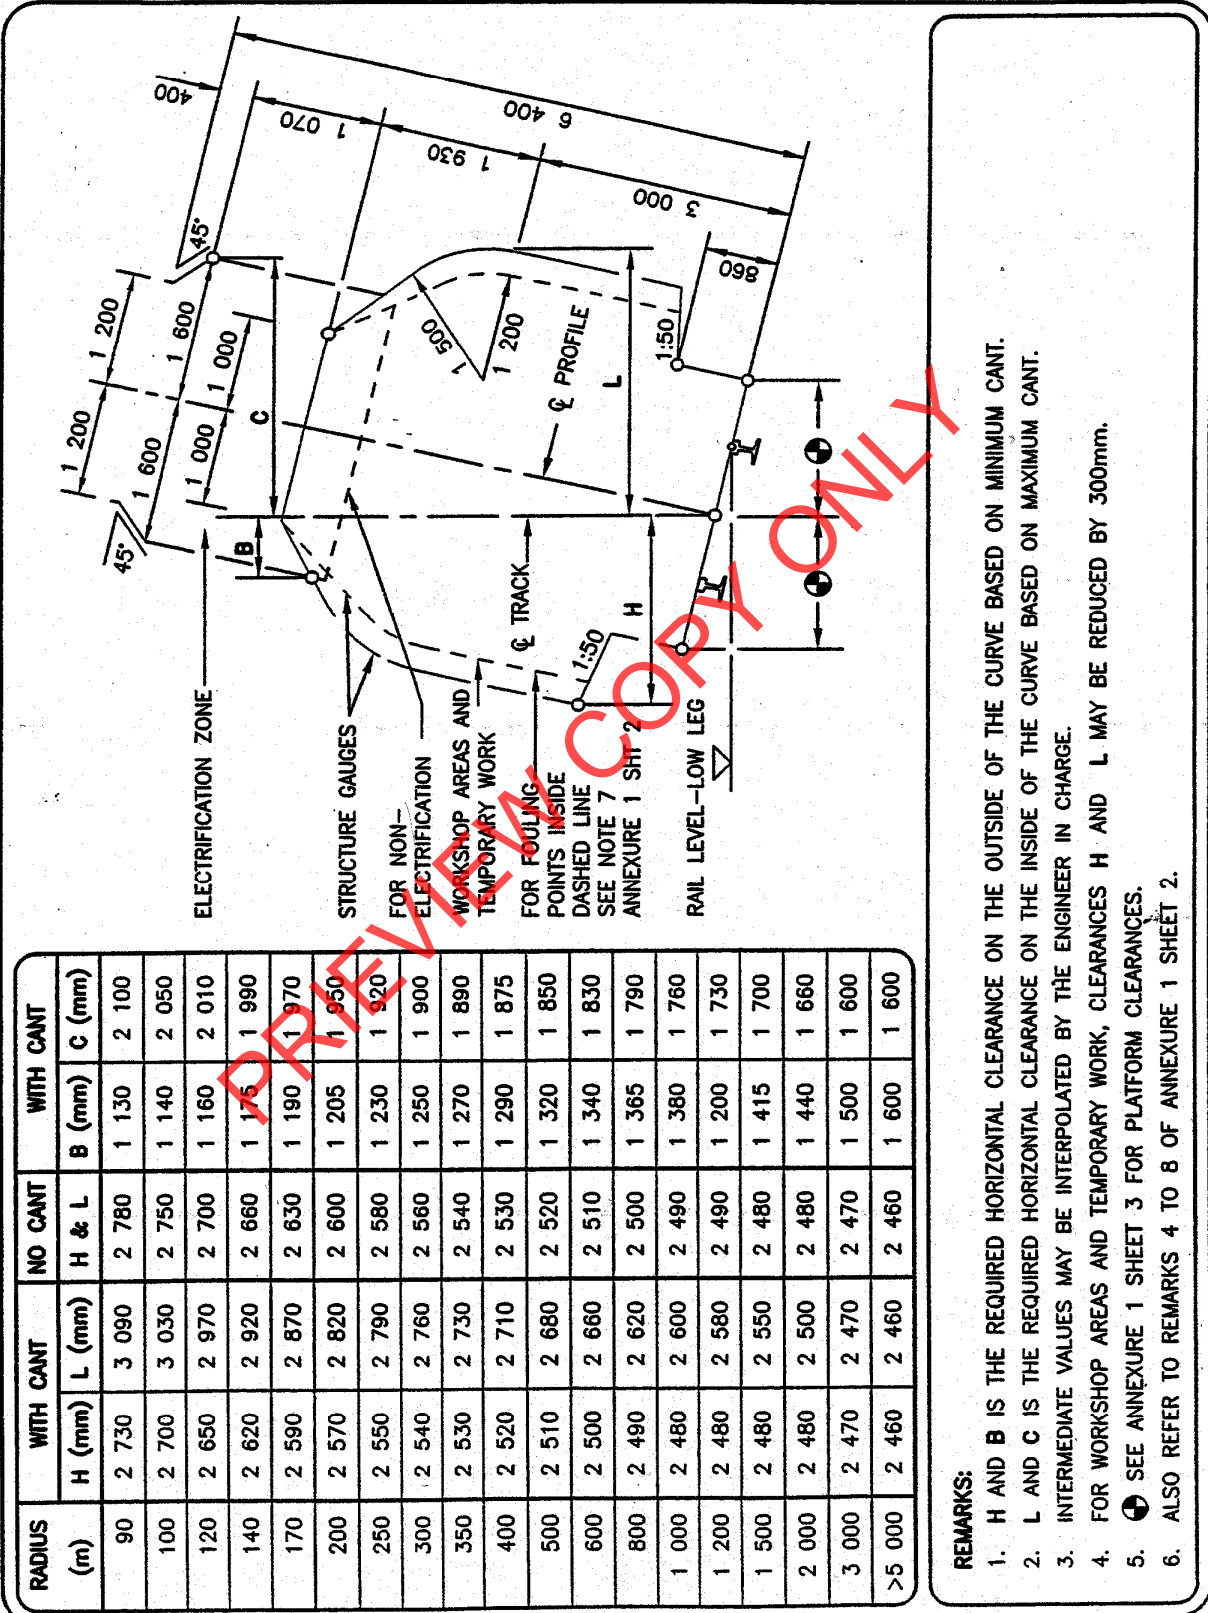 RADIUS WITH CANT NO CANT WITH CANT
(m) H (mm) L (mm) H & L B (mm) C (mm)
90 2 730 3 090 2 780 1 130 2 100
100 2 700 3 030 2 750 1 140 2 050
120 2 650 2 970 2 700 1 160 2 010
140 2 620 2 920 2 660 1 175 1 990
170 2 590 2 870 2 630 1 190 1 970
200 2 570 2 820 2 600 1 205 1 950
250 2 550 2 790 2 580 1 230 1 920
300 2 540 2 760 2 560 1 250 1 900
350 2 530 2 730 2 540 1 270 1 890
400 2 520 2 710 2 530 1 290 1 875
500 2 510 2 680 2 520 1 320 1 850
600 2 500 2 660 2 510 1 340 1 830
800 2 490 2 620 2 500 1 365 1 790
1 000 2 480 2 600 2 490 1 380 1 760
1 200 2 480 2 580 2 490 1 200 1 730
1 500 2 480 2 550 2 480 1 415 1 700
2 000 2 480 2 500 2 480 1 440 1 660
3 000 2 470 2 470 2 470 1 500 1 600
>5 000 2 460 2 460 2 460 1 600 1 600
ELECTRIFICATION ZONE
STRUCTURE GAUGES
FOR NON-
ELECTRIFICATION
WORKSHOP AREAS AND
TEMPORARY WORK
FOR FOULING
POINTS INSIDE
DASHED LINE
SEE NOTE 7
ANNEXURE 1 SHT 2
RAIL LEVEL-LOW LEG
℄ TRACK
℄ PROFILE
45°
45°
1 200
1 200
1 600
1 600
1 000
1 000
B
C
H
L
1 500
1 200
1:50
1:50
400
1 070
1 930
3 000
6 400
860
REMARKS:
1. H AND B IS THE REQUIRED HORIZONTAL CLEARANCE ON THE OUTSIDE OF THE CURVE BASED ON MINIMUM CANT.
2. L AND C IS THE REQUIRED HORIZONTAL CLEARANCE ON THE INSIDE OF THE CURVE BASED ON MAXIMUM CANT.
3. INTERMEDIATE VALUES MAY BE INTERPOLATED BY THE ENGINEER IN CHARGE.
4. FOR WORKSHOP AREAS AND TEMPORARY WORK, CLEARANCES H AND L MAY BE REDUCED BY 300mm.
5. SEE ANNEXURE 1 SHEET 3 FOR PLATFORM CLEARANCES.
6. ALSO REFER TO REMARKS 4 TO 8 OF ANNEXURE 1 SHEET 2.
PREVIEW COPY ONLY